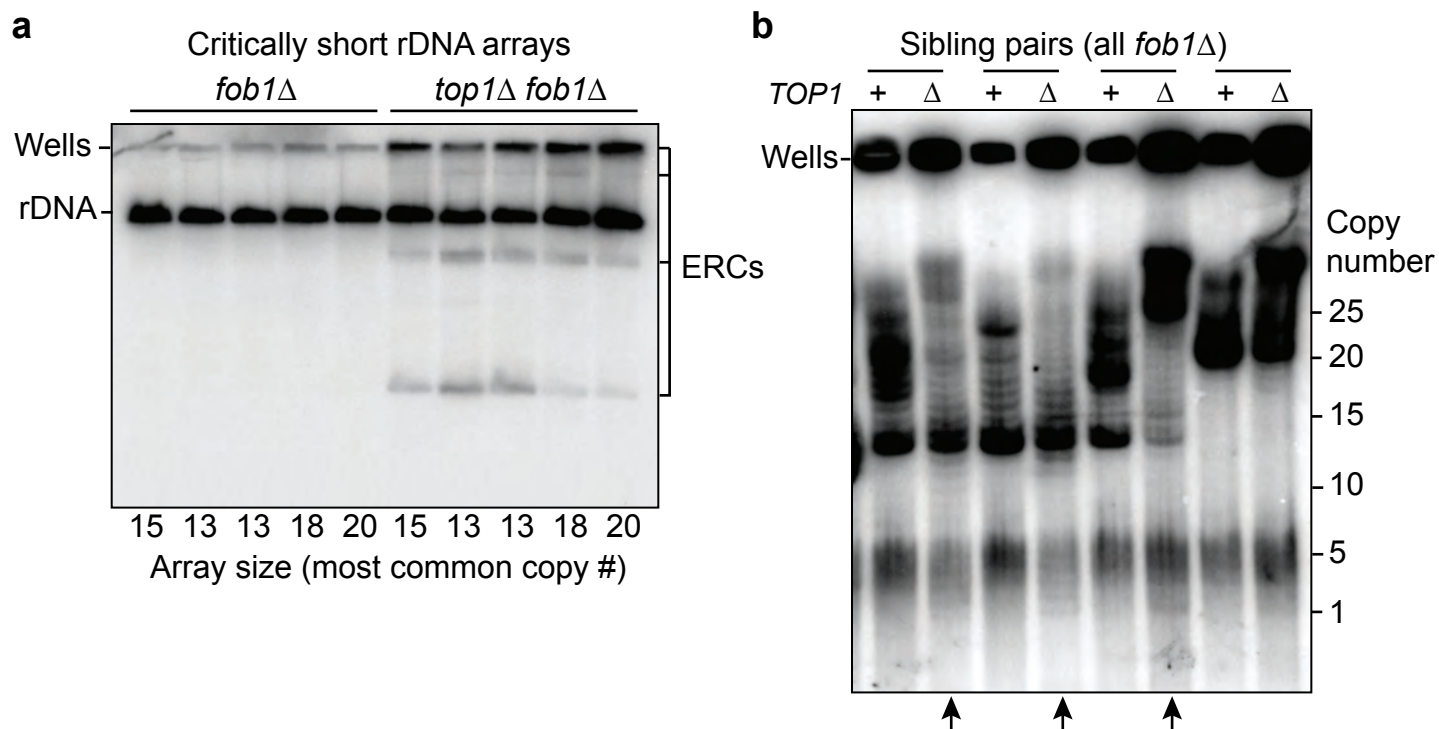 a
Critically short rDNA arrays
fob1Δ top1Δ fob1Δ
Wells
rDNA
ERCs
15 13 13 18 20 15 13 13 18 20
Array size (most common copy #)
b
Sibling pairs (all fob1Δ)
TOP1 + Δ + Δ + Δ + Δ
Wells
Copy
number
25
20
15
10
5
1